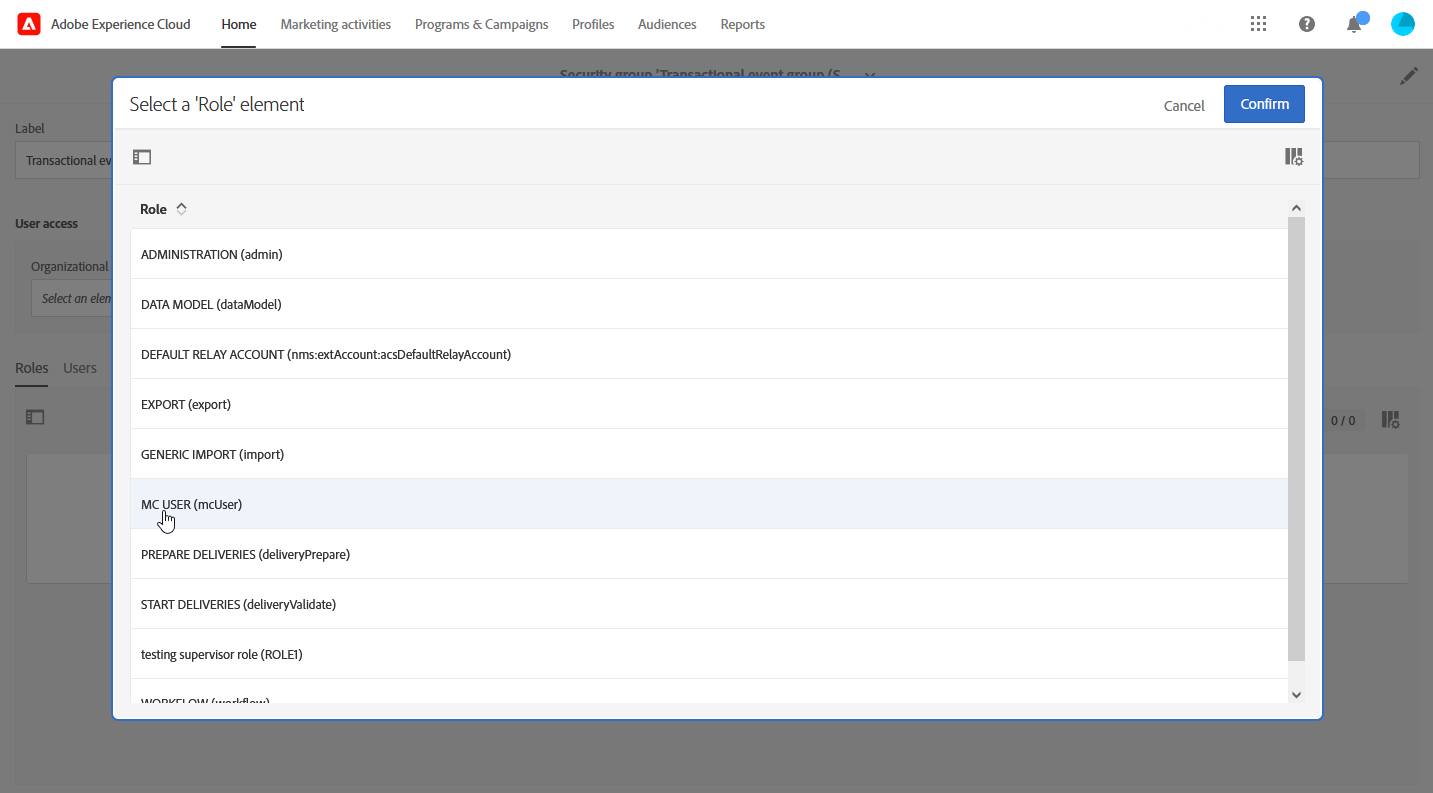 Adobe Experience Cloud Home Marketing activities Programs & Campaigns Profiles Audiences Reports
Security group 'Transactional event group (S...
Select a 'Role' element Cancel Confirm
Label
Transactional ev
User access
Organizational
Select an elem
Roles Users
0 / 0
Role
ADMINISTRATION (admin)
DATA MODEL (dataModel)
DEFAULT RELAY ACCOUNT (nms:extAccount:acsDefaultRelayAccount)
EXPORT (export)
GENERIC IMPORT (import)
MC USER (mcUser)
PREPARE DELIVERIES (deliveryPrepare)
START DELIVERIES (deliveryValidate)
testing supervisor role (ROLE1)
WORKFLOW (workflow)